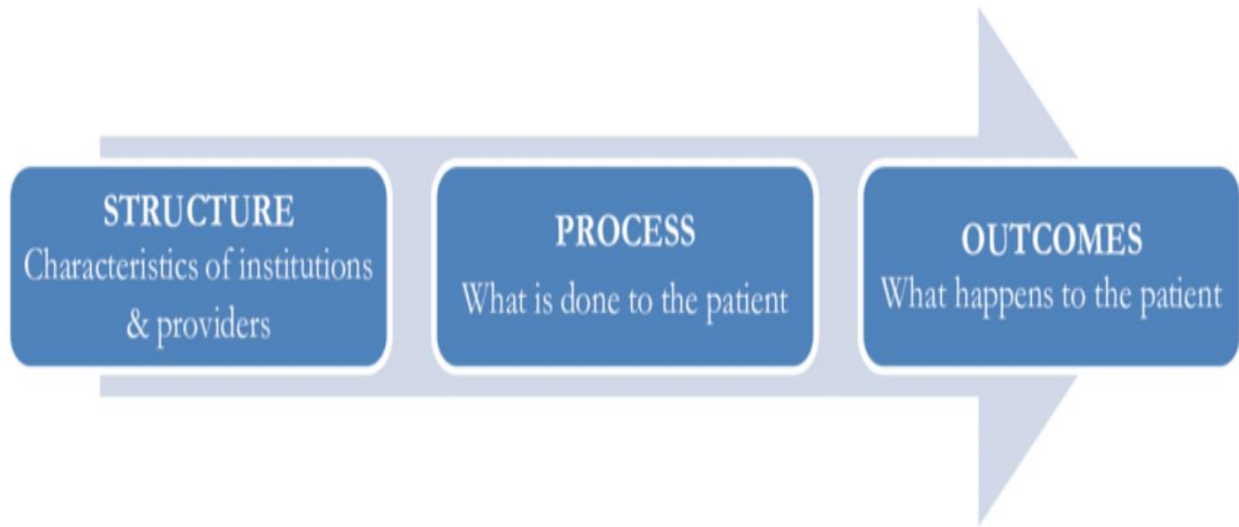 STRUCTURE
Characteristics of institutions
& providers
PROCESS
What is done to the patient
OUTCOMES
What happens to the patient